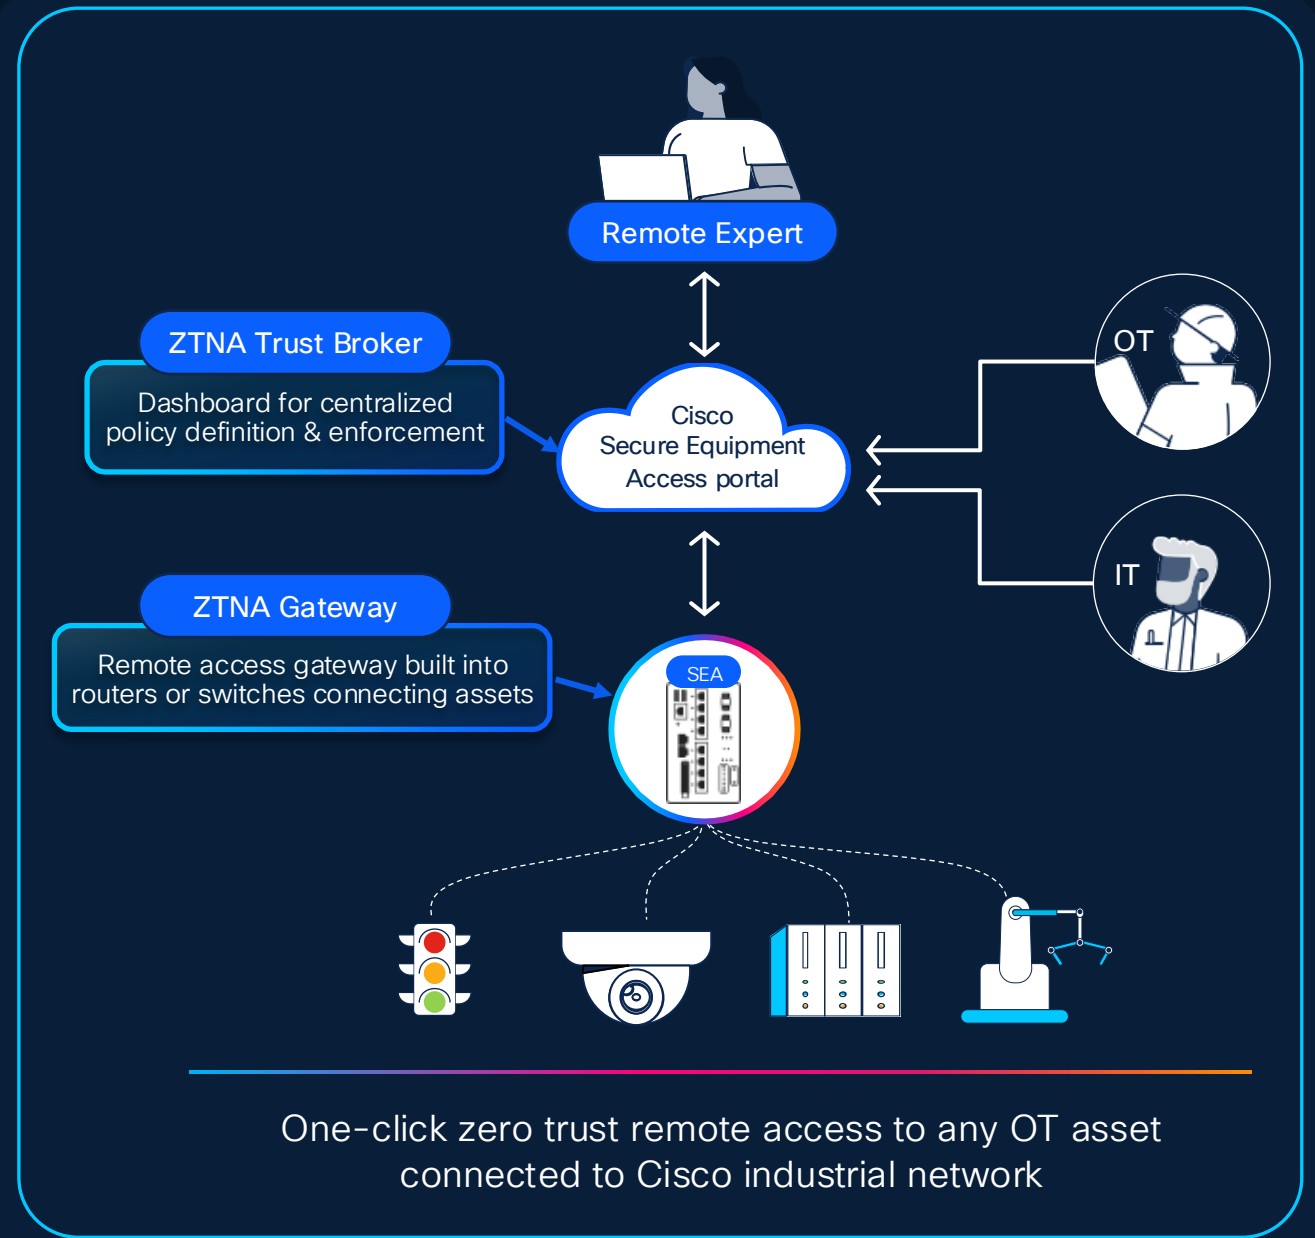 Remote Expert
ZTNA Trust Broker
Dashboard for centralized
policy definition & enforcement
Cisco
Secure Equipment
Access portal
OT
IT
ZTNA Gateway
Remote access gateway built into
routers or switches connecting assets
SEA
One-click zero trust remote access to any OT asset
connected to Cisco industrial network